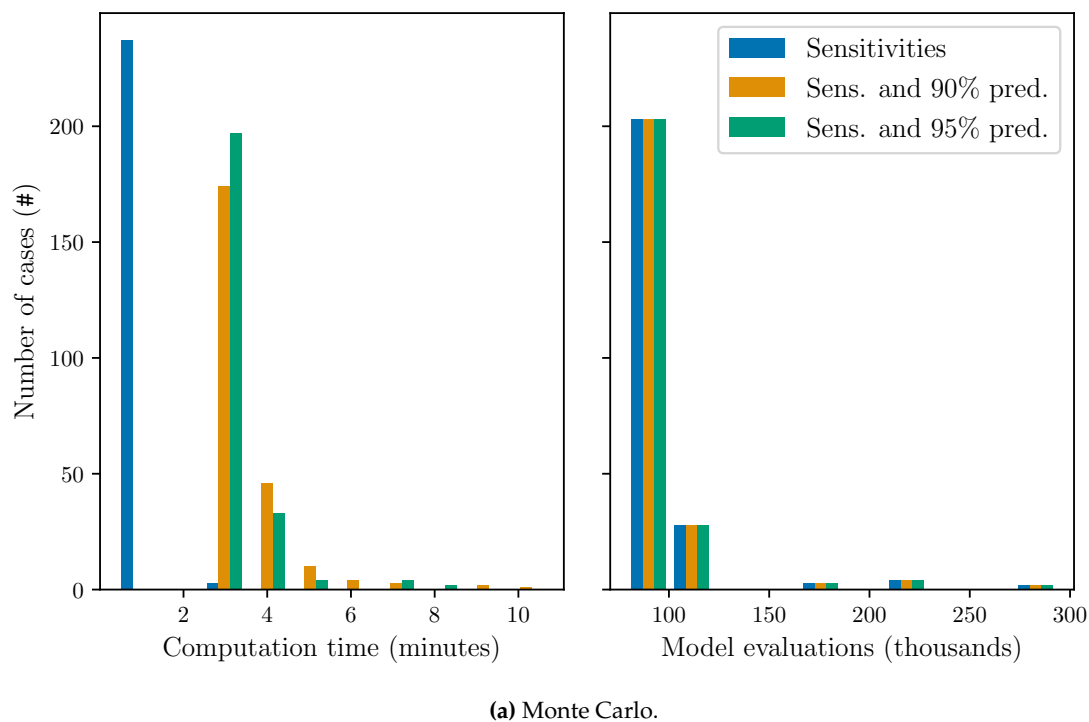 Number of cases (#)
200
150
100
50
0
2 4 6 8 10
Computation time (minutes)
Sensitivities
Sens. and 90% pred.
Sens. and 95% pred.
100 150 200 250 300
Model evaluations (thousands)
(a) Monte Carlo.